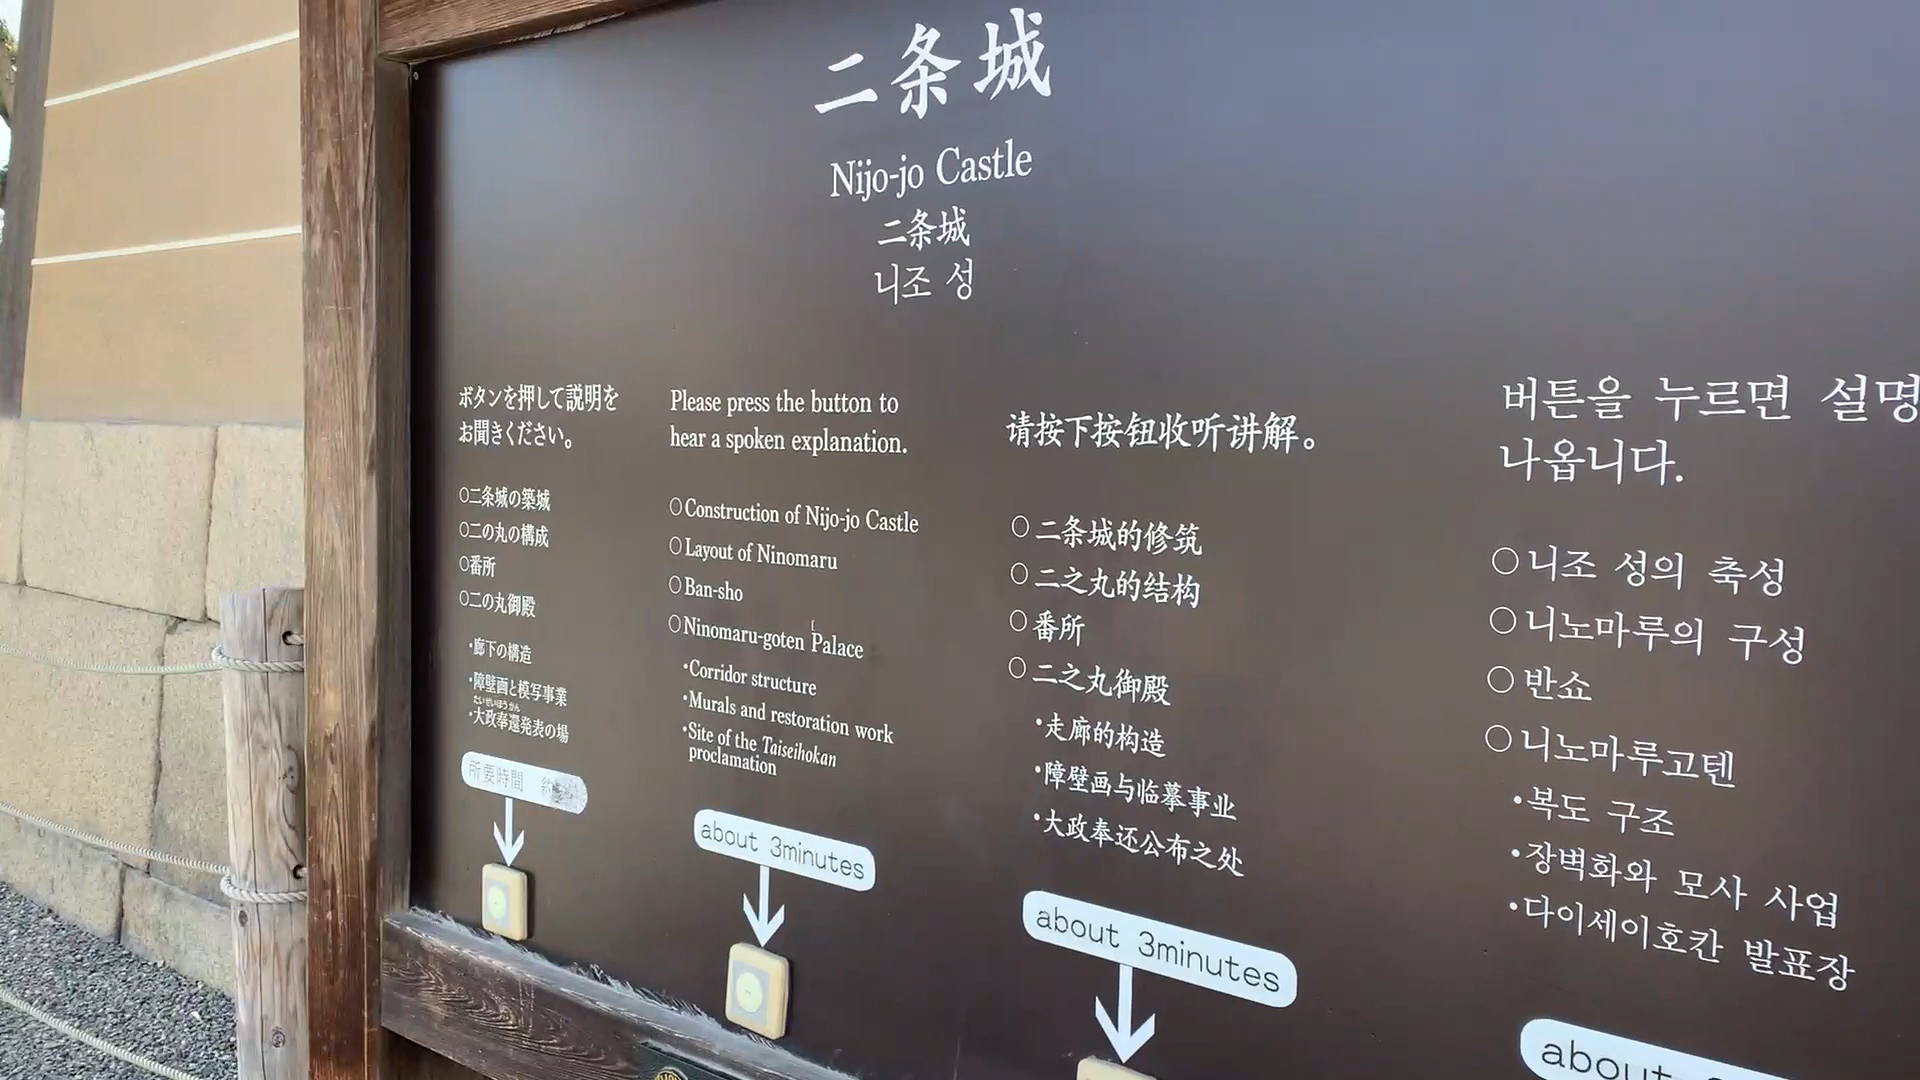 二条城
Nijo-jo Castle
二条城
니조 성
ボタンを押して説明を
お聞きください。
○二条城の築城
○二の丸の構成
○番所
○二の丸御殿
・廊下の構造
・障壁画と模写事業
たいせいほうかん
・大政奉還発表の場
所要時間 約
Please press the button to
hear a spoken explanation.
○Construction of Nijo-jo Castle
○Layout of Ninomaru
○Ban-sho
○Ninomaru-goten Palace
・Corridor structure
・Murals and restoration work
・Site of the Taiseihokan
proclamation
about 3minutes
请按下按钮收听讲解。
○二条城的修筑
○二之丸的结构
○番所
○二之丸御殿
・走廊的构造
・障壁画与临摹事业
・大政奉还公布之处
about 3minutes
버튼을 누르면 설명
나옵니다.
○니조 성의 축성
○니노마루의 구성
○반쇼
○니노마루고텐
・복도 구조
・장벽화와 모사 사업
・다이세이호칸 발표장
about